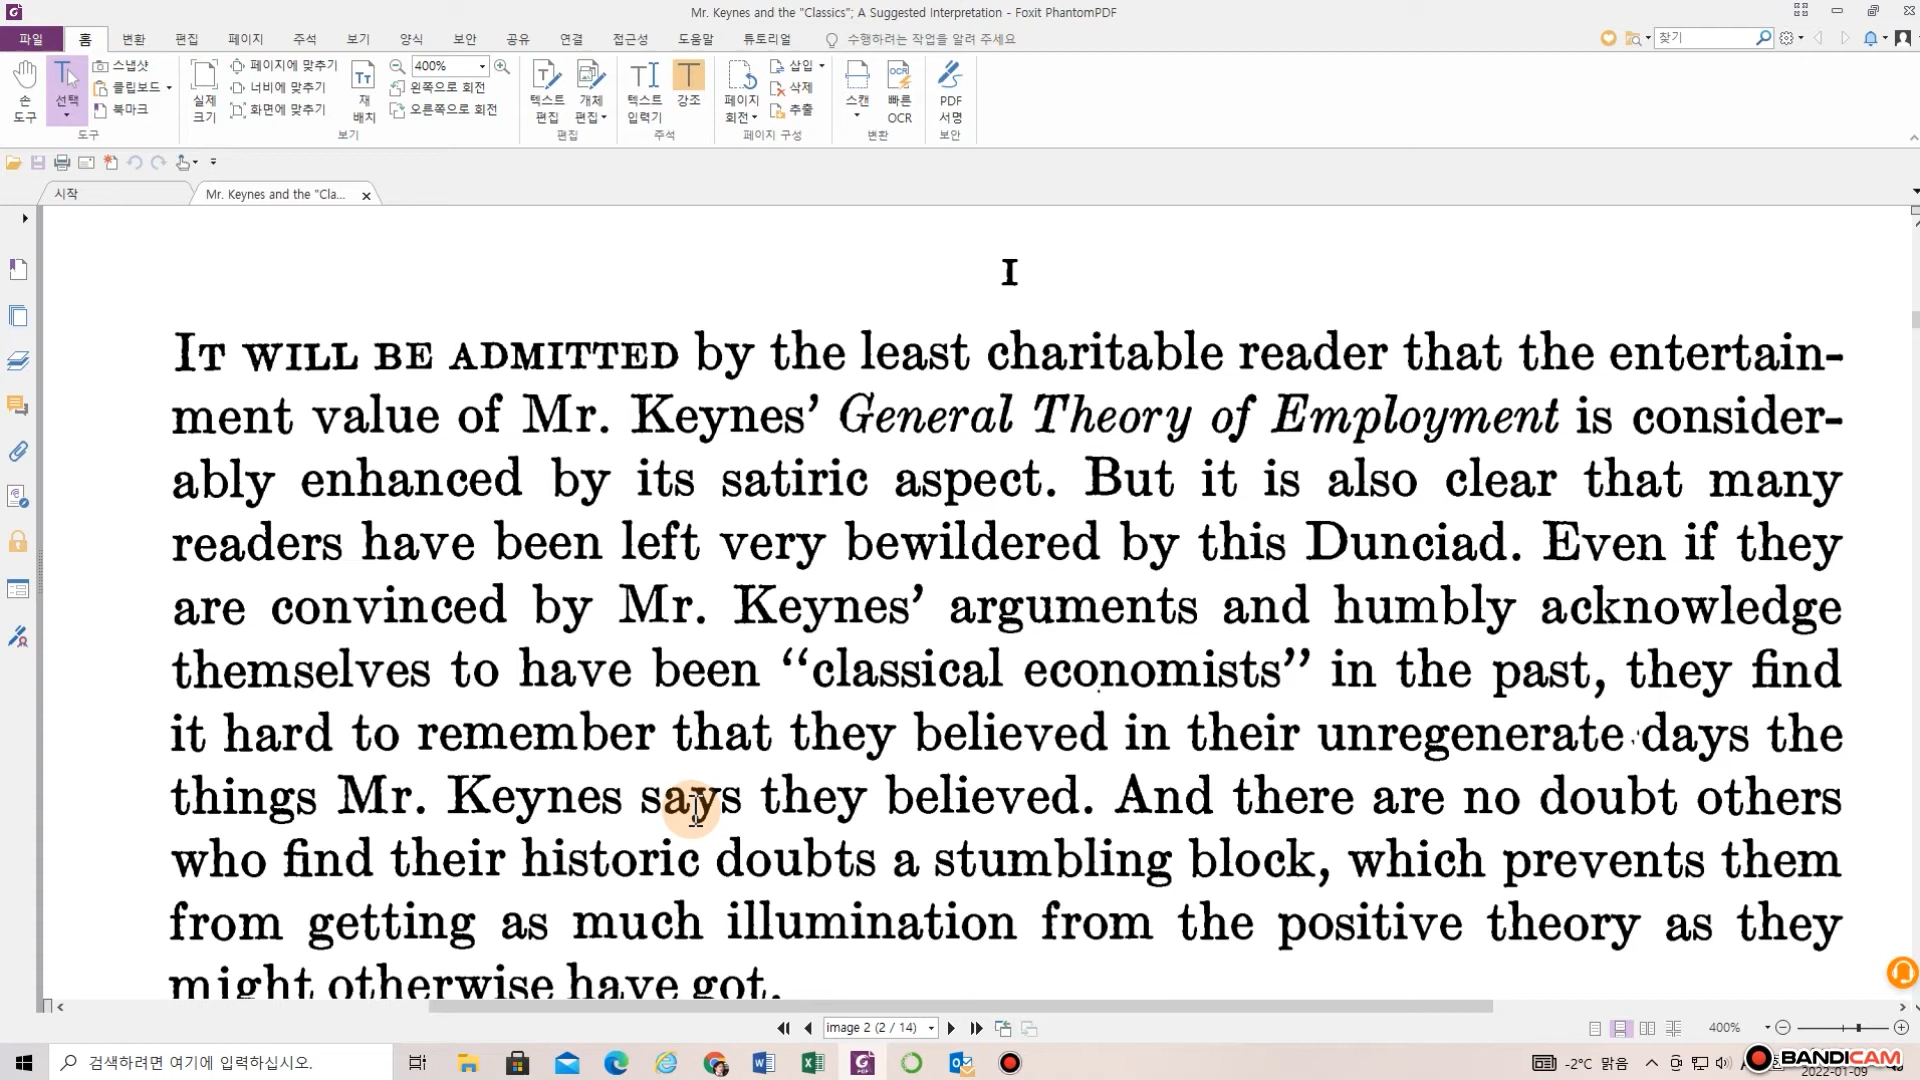 Mr. Keynes and the "Classics"; A Suggested Interpretation - Foxit PhantomPDF
파일 홈 변환 편집 페이지 주석 보기 양식 보안 공유 연결 접근성 도움말 튜토리얼 수행하려는 작업을 알려 주세요 찾기
손 도구
선택
스냅샷
클립보드
북마크
도구
실제 크기
페이지에 맞추기
너비에 맞추기
화면에 맞추기
재 배치
400%
왼쪽으로 회전
오른쪽으로 회전
보기
텍스트 편집
개체 편집
편집
텍스트 입력기
강조
주석
페이지 회전
삽입
삭제
추출
페이지 구성
스캔
빠른 OCR
변환
PDF 서명
보안
시작
Mr. Keynes and the "Cla...
I
IT WILL BE ADMITTED by the least charitable reader that the entertain-
ment value of Mr. Keynes' General Theory of Employment is consider-
ably enhanced by its satiric aspect. But it is also clear that many
readers have been left very bewildered by this Dunciad. Even if they
are convinced by Mr. Keynes' arguments and humbly acknowledge
themselves to have been "classical economists" in the past, they find
it hard to remember that they believed in their unregenerate days the
things Mr. Keynes says they believed. And there are no doubt others
who find their historic doubts a stumbling block, which prevents them
from getting as much illumination from the positive theory as they
might otherwise have got.
image 2 (2 / 14)
400%
검색하려면 여기에 입력하십시오.
-2°C 맑음
BANDICAM
2022-01-09